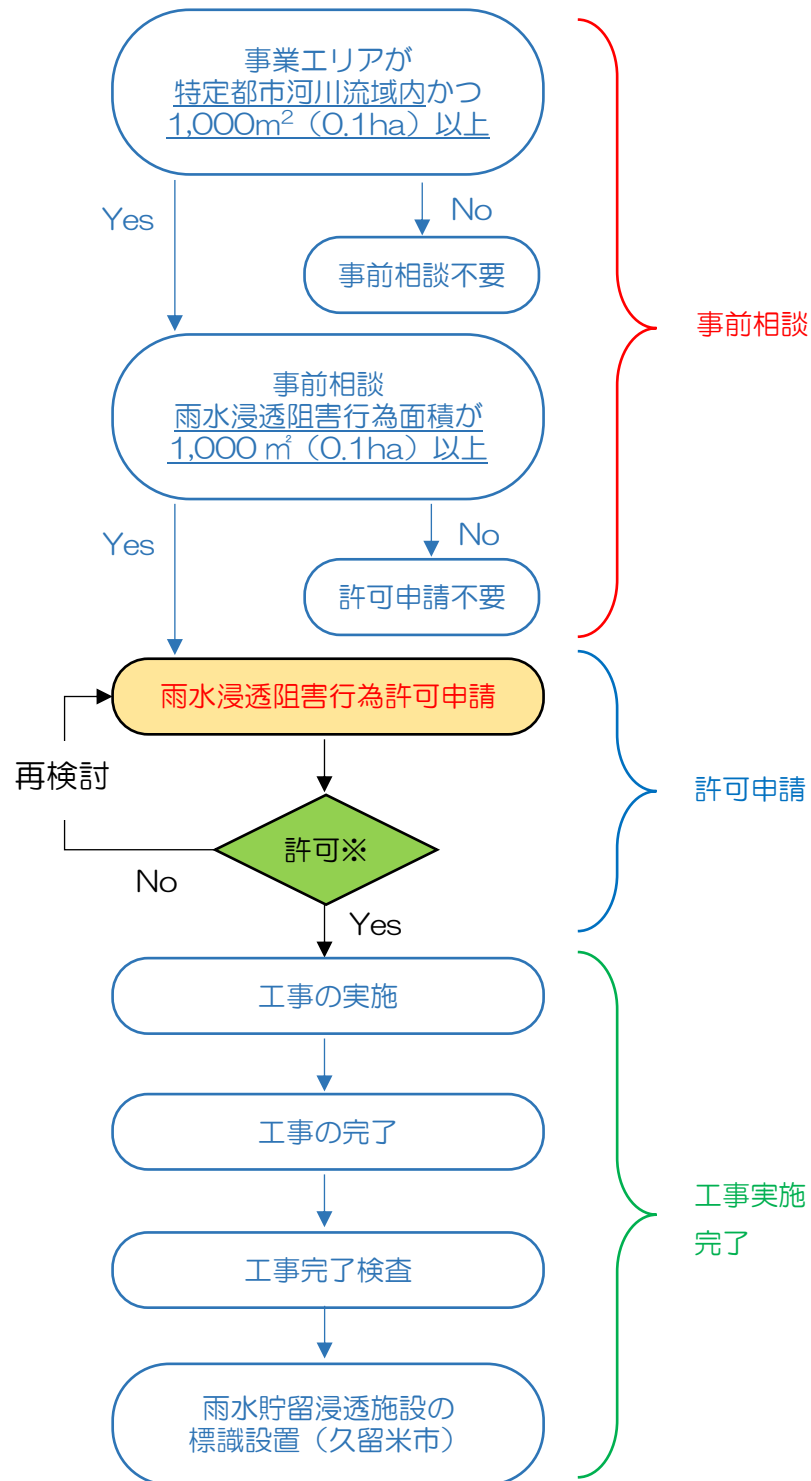 事業エリアが
特定都市河川流域内かつ
1,000m²（0.1ha）以上
Yes
No
事前相談不要
事前相談
事前相談
雨水浸透阻害行為面積が
1,000 ㎡（0.1ha）以上
Yes
No
許可申請不要
雨水浸透阻害行為許可申請
再検討
許可申請
許可※
No
Yes
工事の実施
工事の完了
工事実施
完了
工事完了検査
雨水貯留浸透施設の
標識設置（久留米市）